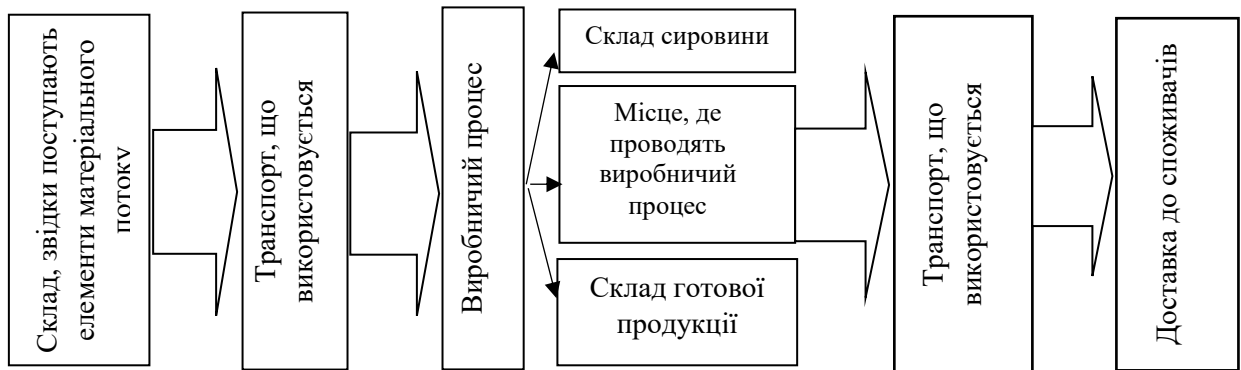 Склад, звідки поступають
елементи матеріального
потоку
Транспорт, що
використовується
Виробничий процес
Склад сировини
Місце, де
проводять
виробничий
процес
Склад готової
продукції
Транспорт, що
використовується
Доставка до споживачів